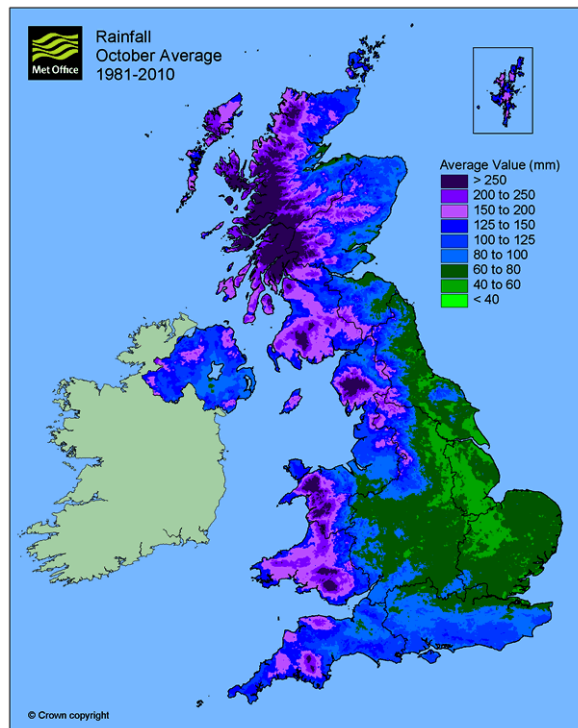 Met Office
Rainfall
October Average
1981-2010
Average Value (mm)
> 250
200 to 250
150 to 200
125 to 150
100 to 125
80 to 100
60 to 80
40 to 60
< 40
© Crown copyright